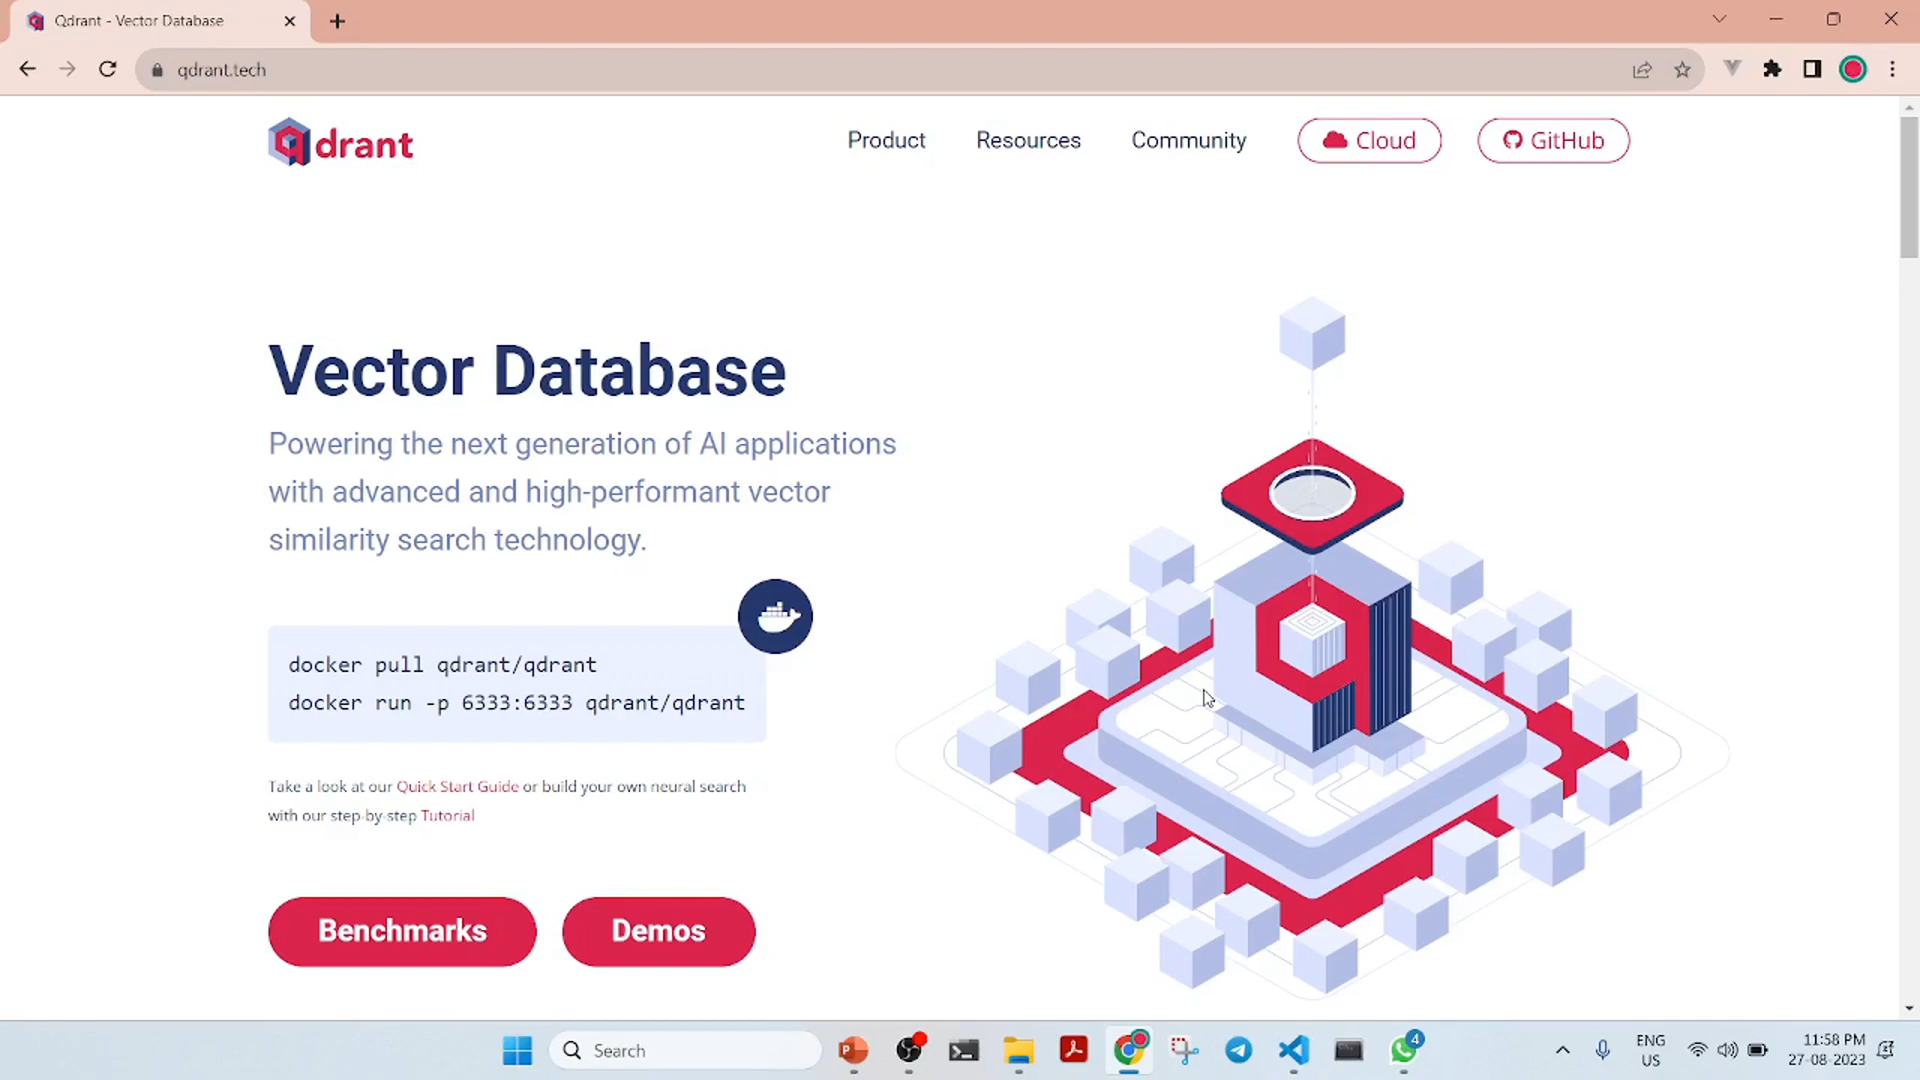 Qdrant - Vector Database
qdrant.tech
qdrant
Product
Resources
Community
Cloud
GitHub
Vector Database
Powering the next generation of AI applications
with advanced and high-performant vector
similarity search technology.
docker pull qdrant/qdrant
docker run -p 6333:6333 qdrant/qdrant
Take a look at our Quick Start Guide or build your own neural search
with our step-by-step Tutorial
Benchmarks
Demos
Search
4
ENG
US
11:58 PM
27-08-2023